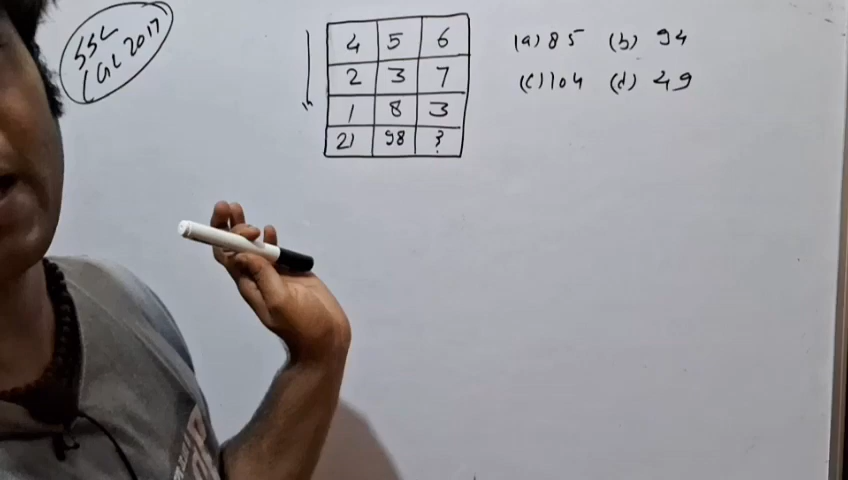 SSC
CGL 2017
4 5 6
2 3 7
1 8 3
21 98 ?
(a) 85 (b) 94
(c) 104 (d) 49